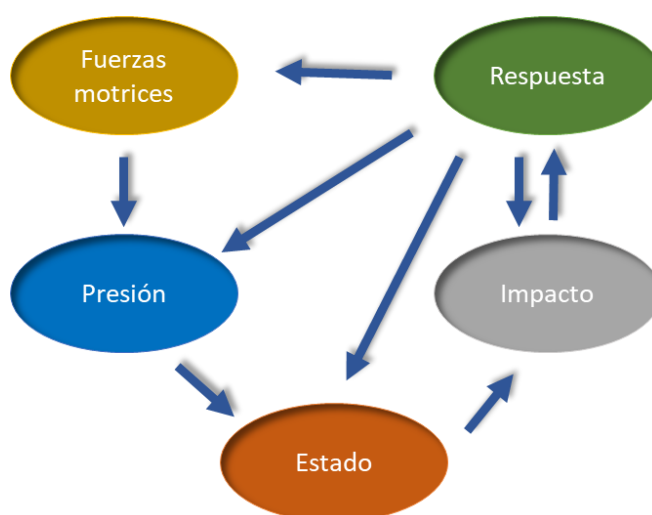 Fuerzas
motrices
Respuesta
Presión
Impacto
Estado